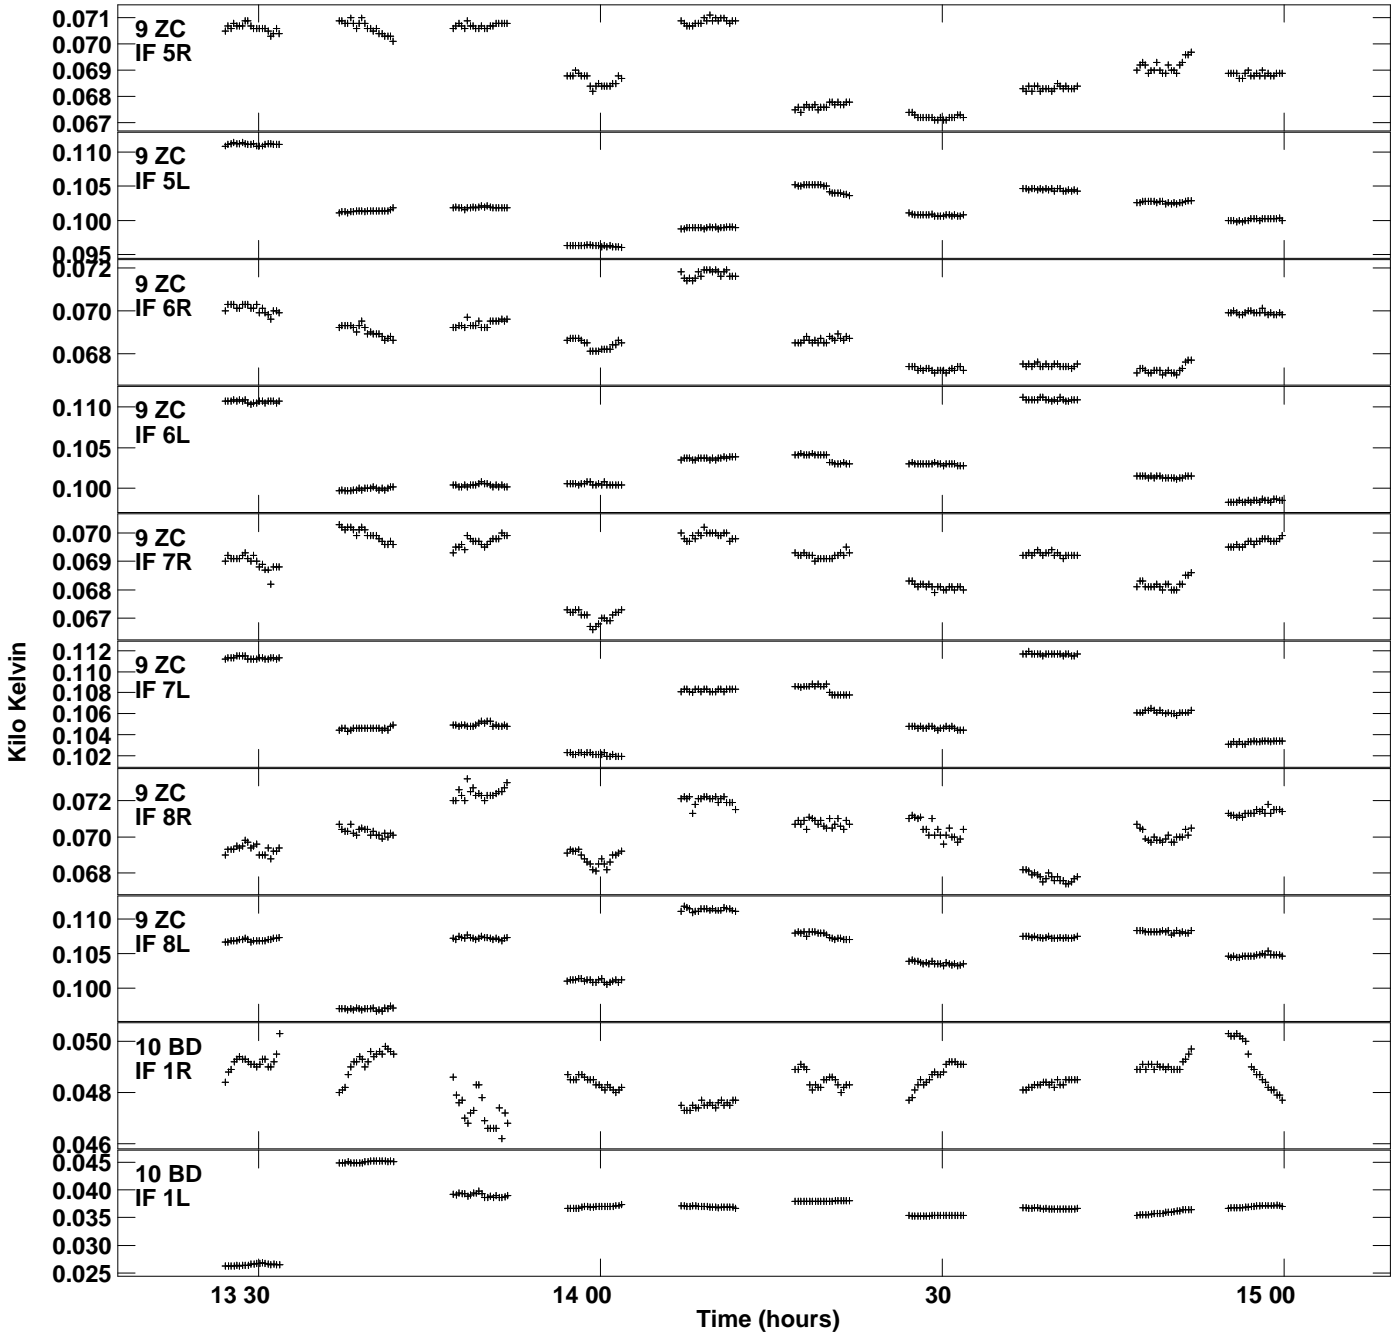 0.071
0.070
0.069
0.068
0.067
9 ZC
IF 5R
0.110
0.105
0.100
0.095
9 ZC
IF 5L
0.072
0.070
0.068
9 ZC
IF 6R
0.110
0.105
0.100
9 ZC
IF 6L
0.070
0.069
0.068
0.067
9 ZC
IF 7R
0.112
0.110
0.108
0.106
0.104
0.102
9 ZC
IF 7L
0.072
0.070
0.068
9 ZC
IF 8R
0.110
0.105
0.100
9 ZC
IF 8L
0.050
0.048
0.046
10 BD
IF 1R
0.045
0.040
0.035
0.030
0.025
10 BD
IF 1L
Kilo Kelvin
13 30 14 00 30 15 00
Time (hours)